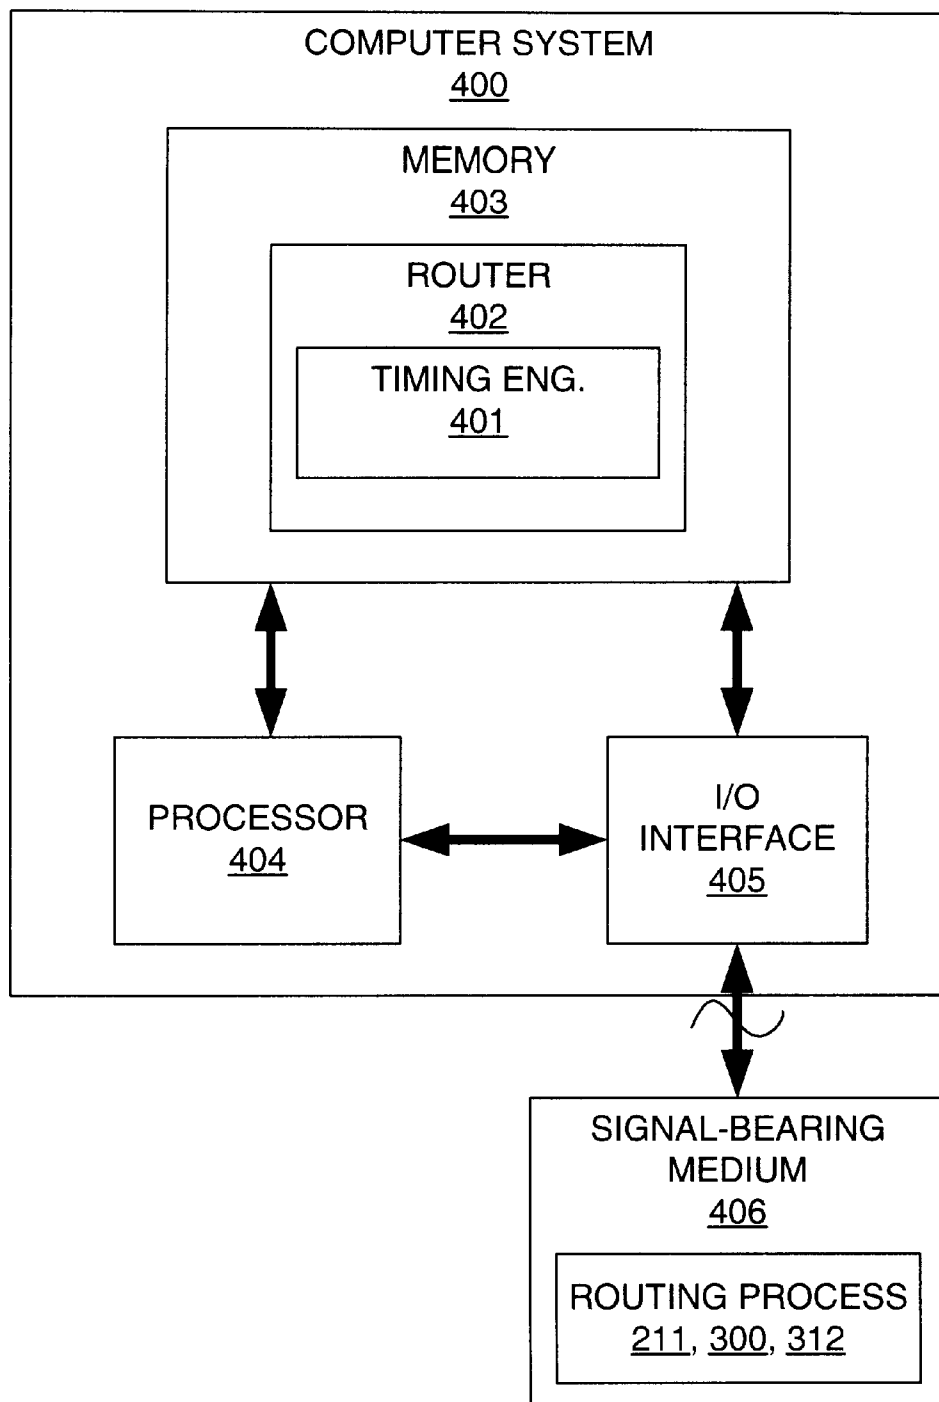 COMPUTER SYSTEM
400
MEMORY
403
ROUTER
402
TIMING ENG.
401
PROCESSOR
404
I/O
INTERFACE
405
SIGNAL-BEARING
MEDIUM
406
ROUTING PROCESS
211, 300, 312